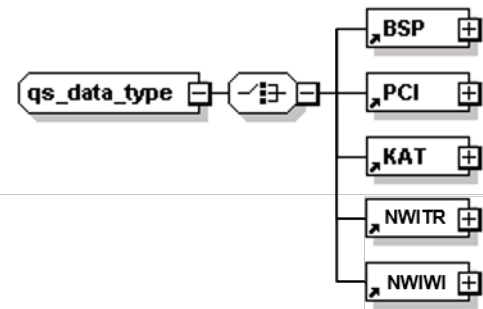 qs_data_type
BSP
PCI
KAT
NWITR
NWIWI